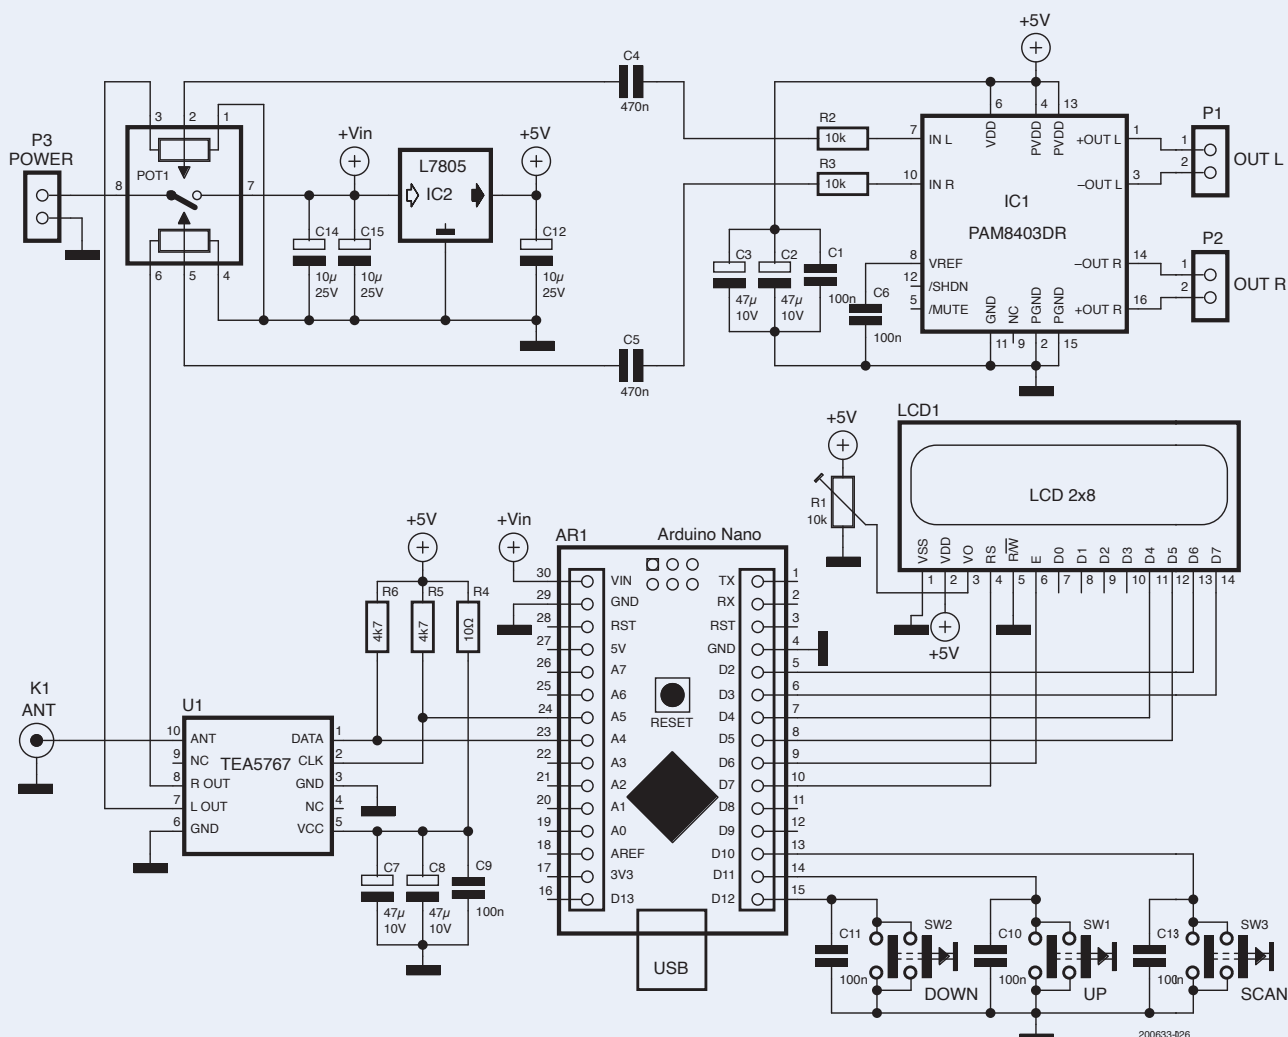 +5V
C4
470n
3
2
1
P3
POWER
POT1
8
7
6
5
4
+Vin
L7805
IC2
+5V
C14
10µ
25V
C15
10µ
25V
C12
10µ
25V
C5
470n
R2
10k
R3
10k
7
IN L
10
IN R
6
4
13
VDD
PVDD
PVDD
+OUT L
1
–OUT L
3
IC1
PAM8403DR
8
VREF
12
/SHDN
5
/MUTE
–OUT R
14
+OUT R
16
GND
NC
PGND
PGND
11
9
2
15
P1
1
2
OUT L
P2
1
2
OUT R
C3
47µ
10V
C2
47µ
10V
C1
100n
C6
100n
+5V
R1
10k
LCD1
LCD 2x8
VSS
VDD
VO
RS
R/W
E
D0
D1
D2
D3
D4
D5
D6
D7
1
2
3
4
5
6
7
8
9
10
11
12
13
14
+5V
+5V
+Vin
R6
4k7
R5
4k7
R4
10Ω
AR1
Arduino Nano
30
VIN
TX
1
29
GND
RX
2
28
RST
RST
3
27
5V
GND
4
26
A7
D2
5
25
A6
D3
6
24
A5
D4
7
23
A4
D5
8
22
A3
D6
9
21
A2
D7
10
20
A1
D8
11
19
A0
D9
12
18
AREF
D10
13
17
3V3
D11
14
16
D13
D12
15
RESET
USB
K1
ANT
U1
TEA5767
10
ANT
DATA
1
9
NC
CLK
2
8
R OUT
GND
3
7
L OUT
NC
4
6
GND
VCC
5
C7
47µ
10V
C8
47µ
10V
C9
100n
C11
100n
SW2
DOWN
C10
100n
SW1
UP
C13
100n
SW3
SCAN
200633-026